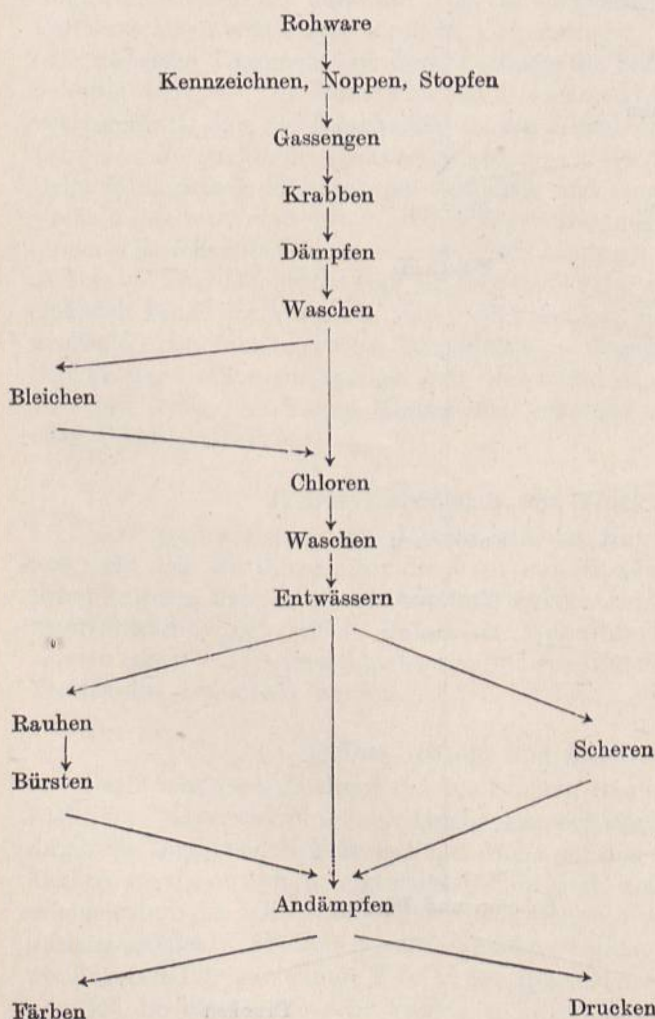 Rohware
Kennzeichnen, Noppen, Stopfen
Gassengen
Krabben
Dämpfen
Waschen
Bleichen
Chloren
Waschen
Entwässern
Rauhen
Scheren
Bürsten
Andämpfen
Färben
Drucken